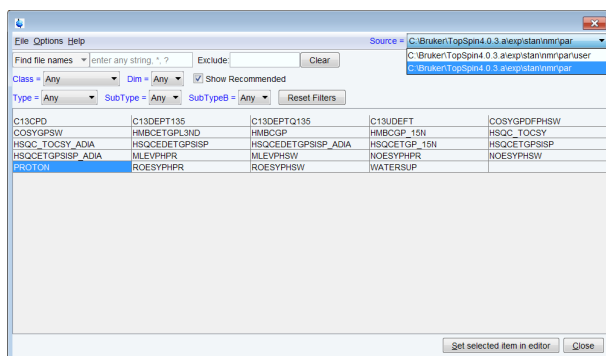 File Options Help Source = C:\Bruker\TopSpin4.0.3.a\exp\stan\nmr\par
Find file names enter any string, *, ? Exclude: Clear C:\Bruker\TopSpin4.0.3.a\exp\stan\nmr\par\user
C:\Bruker\TopSpin4.0.3.a\exp\stan\nmr\par
Class = Any Dim = Any Show Recommended
Type = Any SubType = Any SubTypeB = Any Reset Filters
C13CPD C13DEPT135 C13DEPTQ135 C13UDEFT COSYGPDFPHSW
COSYGPSW HMBCETGPL3ND HMBCGP HMBCGP_15N HSQC_TOCSY
HSQC_TOCSY_ADIA HSQCEDETGPSISP HSQCEDETGPSISP_ADIA HSQCETGP_15N HSQCETGPSISP
HSQCETGPSISP_ADIA MLEVPHPR MLEVPHSW NOESYPHPR NOESYPHSW
PROTON ROESYPHPR ROESYPHSW WATERSUP
Set selected item in editor Close